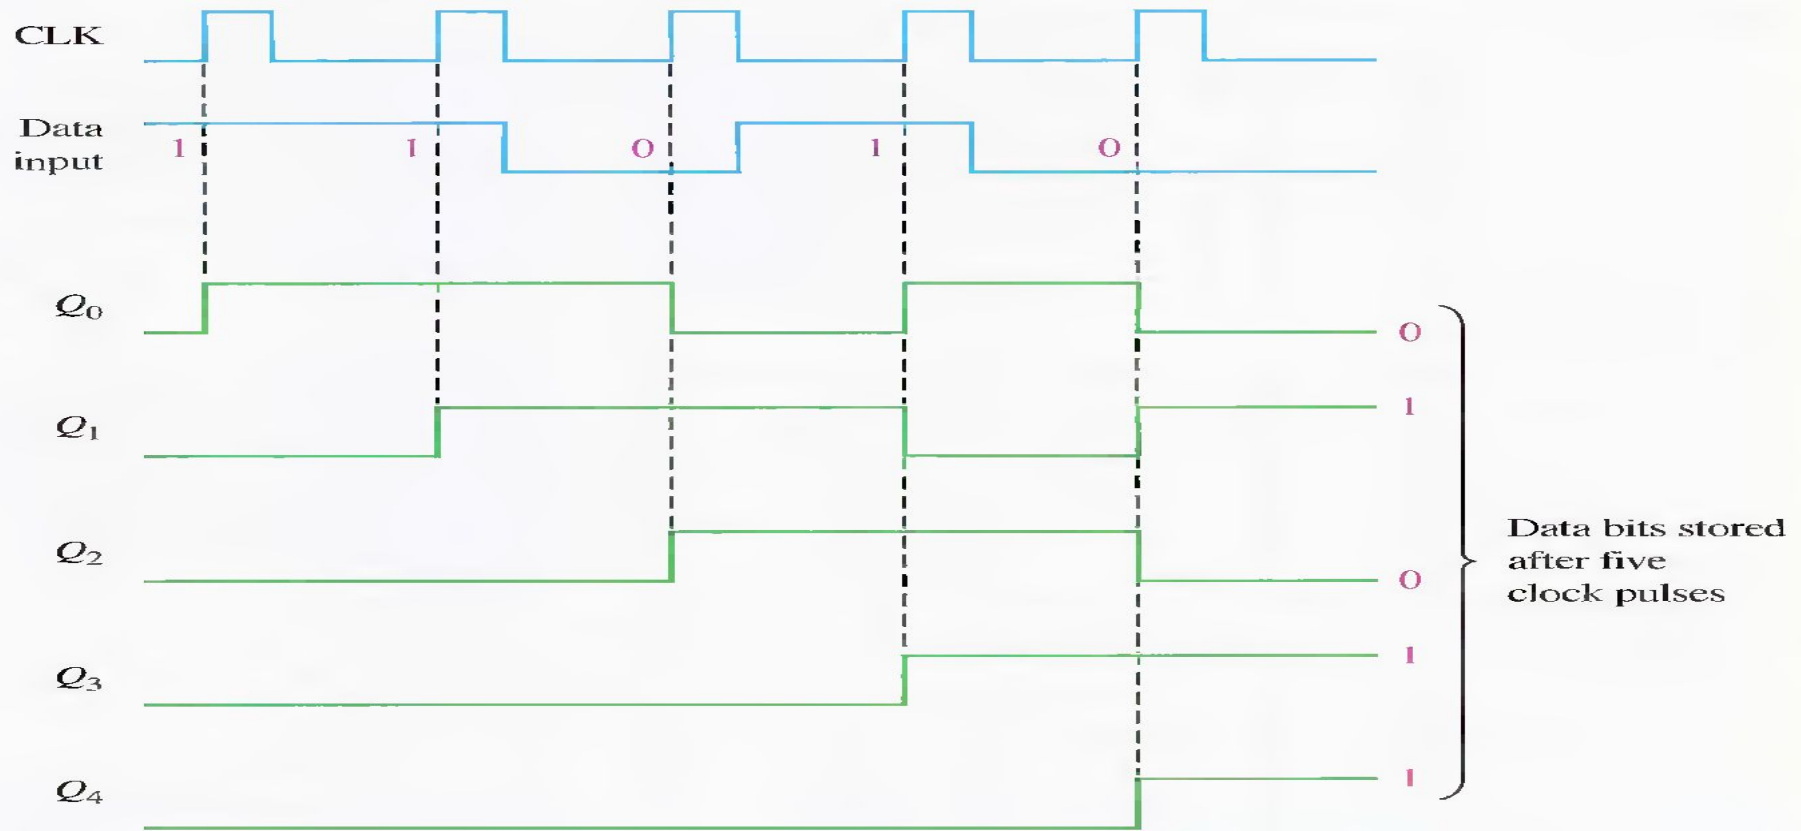 CLK
Data
input
1 1 0 1 0
Q0
0
Q1
1
Q2
0
Q3
1
Q4
1
Data bits stored
after five
clock pulses